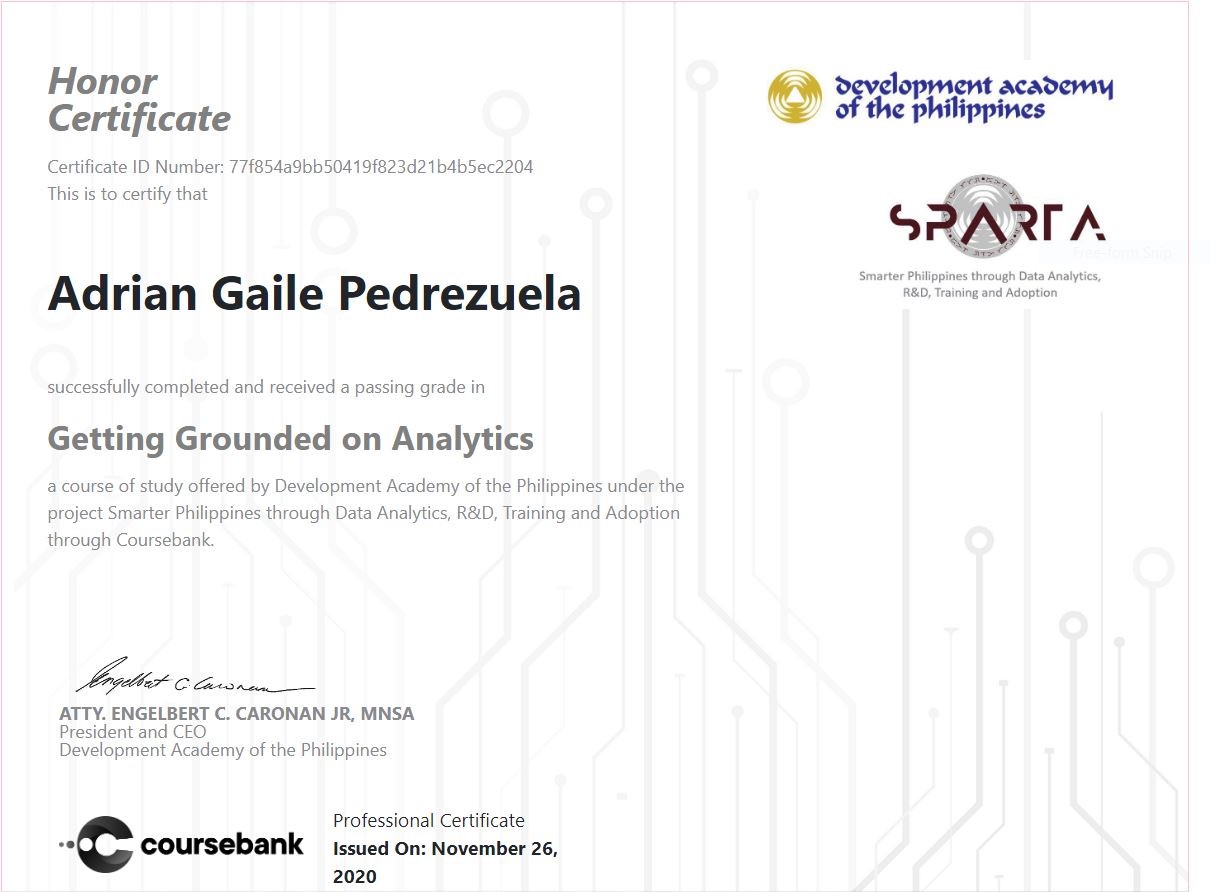 Honor
Certificate
Certificate ID Number: 77f854a9bb50419f823d21b4b5ec2204
This is to certify that
development academy
of the philippines
SPARTA
Smarter Philippines through Data Analytics,
R&D, Training and Adoption
Free-form Snip
Adrian Gaile Pedrezuela
successfully completed and received a passing grade in
Getting Grounded on Analytics
a course of study offered by Development Academy of the Philippines under the
project Smarter Philippines through Data Analytics, R&D, Training and Adoption
through Coursebank.
Engelbert C. Caronan
ATTY. ENGELBERT C. CARONAN JR, MNSA
President and CEO
Development Academy of the Philippines
coursebank
Professional Certificate
Issued On: November 26,
2020